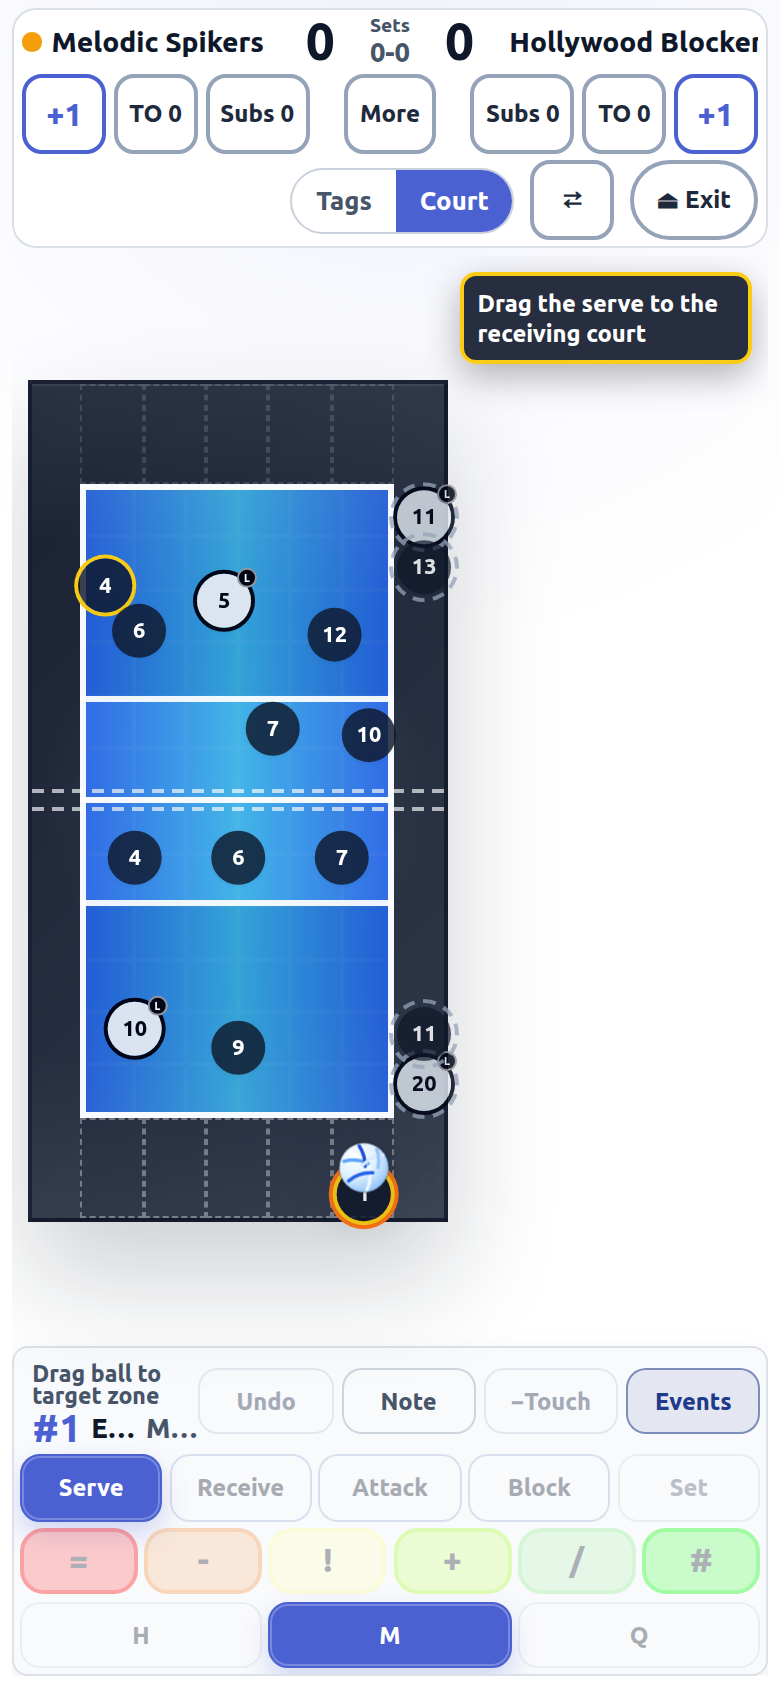 Melodic Spikers 0 Sets 0-0 0 Hollywood Blocker
+1 TO 0 Subs 0 More Subs 0 TO 0 +1
Tags Court ⇄ ⏏ Exit
Drag the serve to the
receiving court
11 L
13
4
5 L
6
12
7
10
4 6 7
10 L
9
11
20 L
Drag ball to
target zone
#1 E... M...
Undo Note −Touch Events
Serve Receive Attack Block Set
= - ! + / #
H M Q